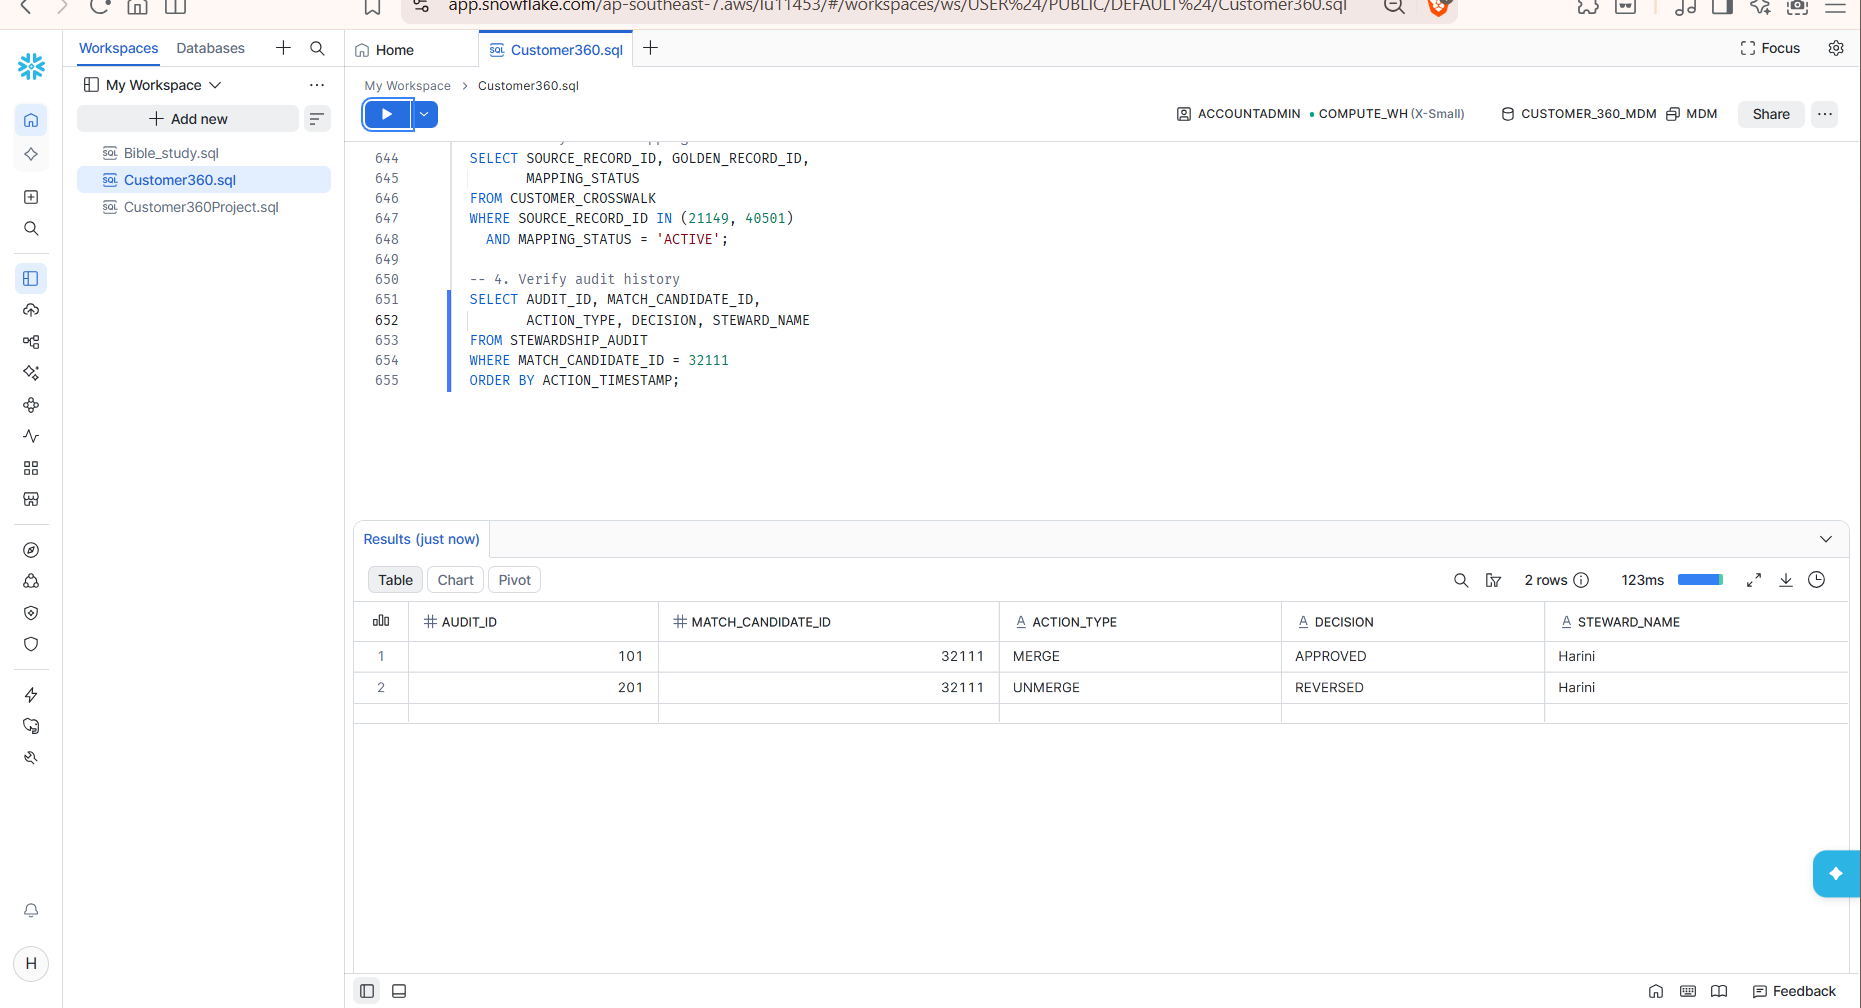 app.snowflake.com/ap-southeast-7.aws/lu11453/#/workspaces/ws/USER%24/PUBLIC/DEFAULT%24/Customer360.sql
Workspaces
Databases
Home
SQL Customer360.sql
Focus
My Workspace
My Workspace > Customer360.sql
Add new
ACCOUNTADMIN
COMPUTE_WH (X-Small)
CUSTOMER_360_MDM
MDM
Share
SQL Bible_study.sql
SQL Customer360.sql
SQL Customer360Project.sql
644 SELECT SOURCE_RECORD_ID, GOLDEN_RECORD_ID,
645 MAPPING_STATUS
646 FROM CUSTOMER_CROSSWALK
647 WHERE SOURCE_RECORD_ID IN (21149, 40501)
648 AND MAPPING_STATUS = 'ACTIVE';
649
650 -- 4. Verify audit history
651 SELECT AUDIT_ID, MATCH_CANDIDATE_ID,
652 ACTION_TYPE, DECISION, STEWARD_NAME
653 FROM STEWARDSHIP_AUDIT
654 WHERE MATCH_CANDIDATE_ID = 32111
655 ORDER BY ACTION_TIMESTAMP;
Results (just now)
Table Chart Pivot
2 rows
123ms
# AUDIT_ID # MATCH_CANDIDATE_ID A ACTION_TYPE A DECISION A STEWARD_NAME
1 101 32111 MERGE APPROVED Harini
2 201 32111 UNMERGE REVERSED Harini
H
Feedback